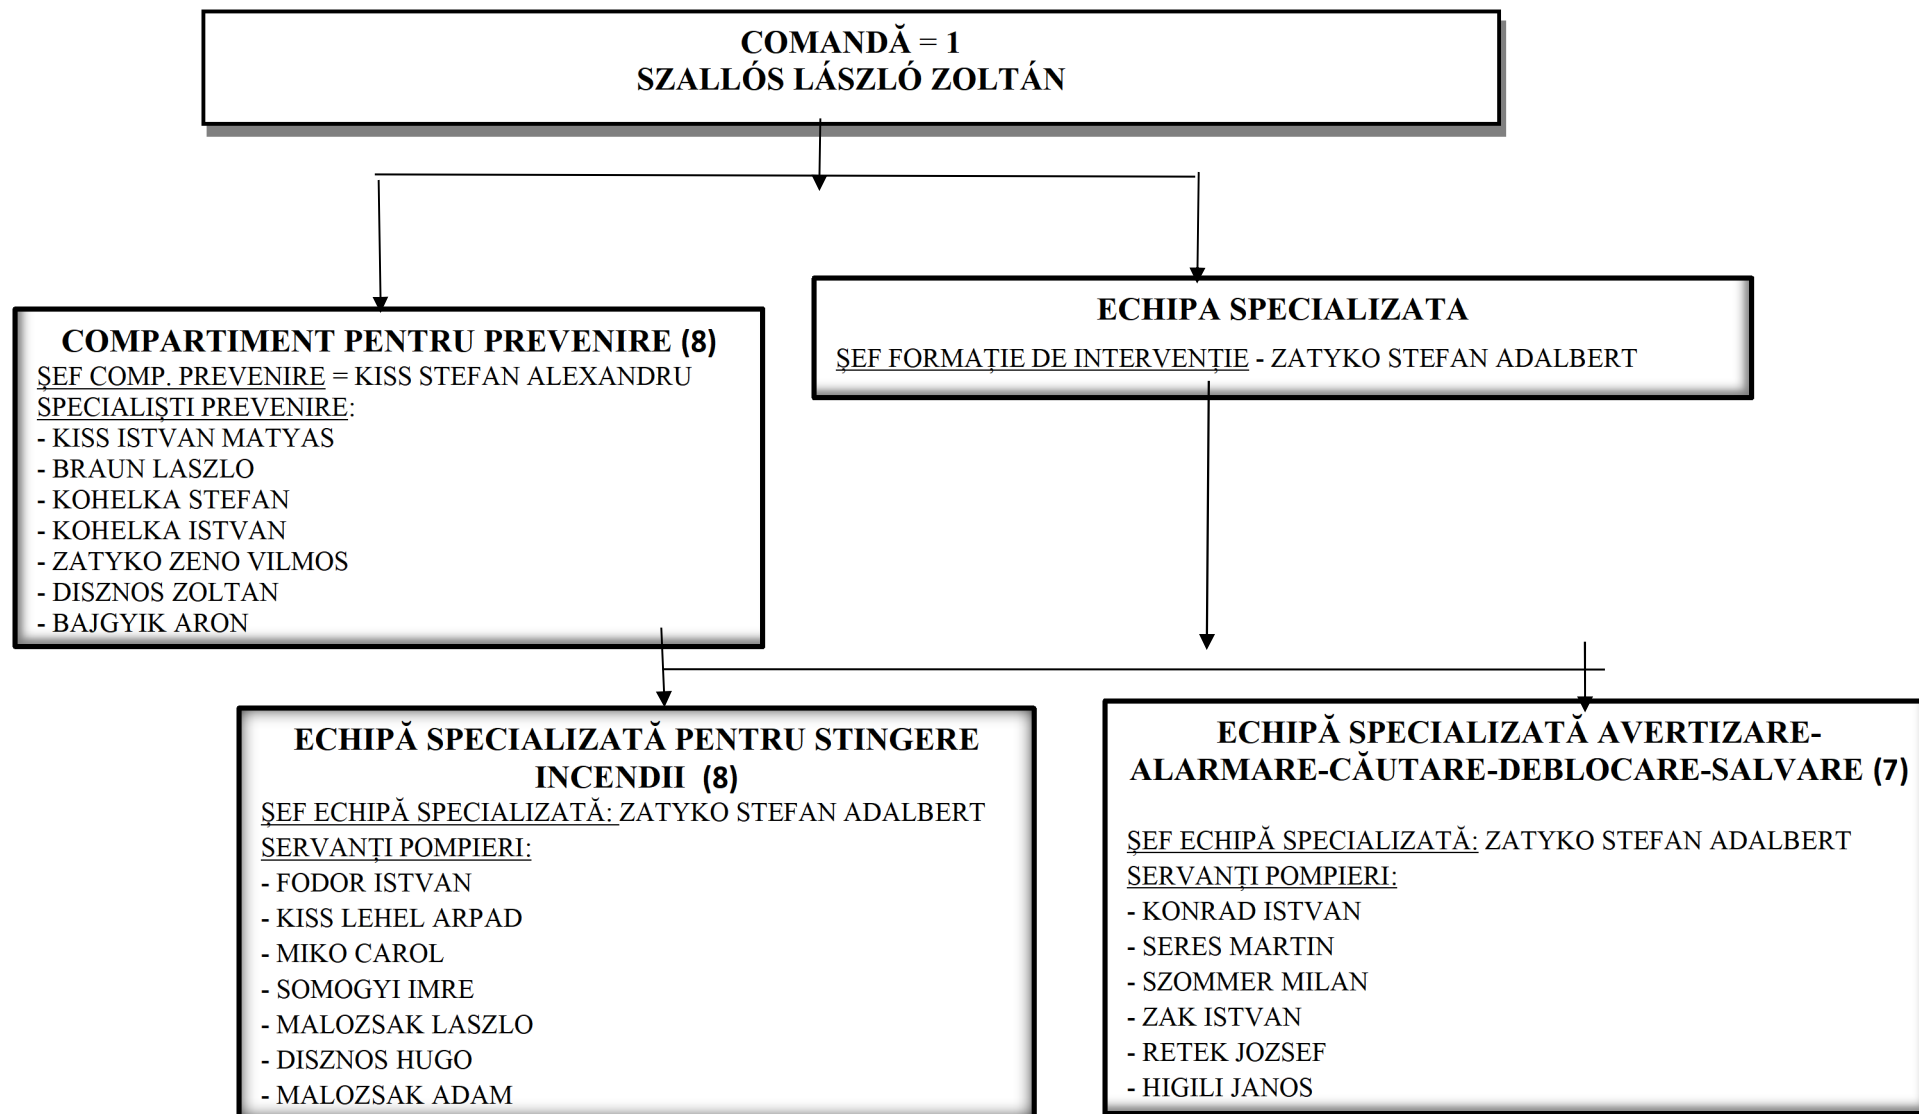 COMANDĂ = 1
SZALLÓS LÁSZLÓ ZOLTÁN
COMPARTIMENT PENTRU PREVENIRE (8)
ŞEF COMP. PREVENIRE = KISS STEFAN ALEXANDRU
SPECIALIŞTI PREVENIRE:
- KISS ISTVAN MATYAS
- BRAUN LASZLO
- KOHELKA STEFAN
- KOHELKA ISTVAN
- ZATYKO ZENO VILMOS
- DISZNOS ZOLTAN
- BAJGYIK ARON
ECHIPA SPECIALIZATA
ŞEF FORMAŢIE DE INTERVENŢIE - ZATYKO STEFAN ADALBERT
ECHIPĂ SPECIALIZATĂ PENTRU STINGERE
INCENDII (8)
ŞEF ECHIPĂ SPECIALIZATĂ: ZATYKO STEFAN ADALBERT
SERVANŢI POMPIERI:
- FODOR ISTVAN
- KISS LEHEL ARPAD
- MIKO CAROL
- SOMOGYI IMRE
- MALOZSAK LASZLO
- DISZNOS HUGO
- MALOZSAK ADAM
ECHIPĂ SPECIALIZATĂ AVERTIZARE-
ALARMARE-CĂUTARE-DEBLOCARE-SALVARE (7)
ŞEF ECHIPĂ SPECIALIZATĂ: ZATYKO STEFAN ADALBERT
SERVANŢI POMPIERI:
- KONRAD ISTVAN
- SERES MARTIN
- SZOMMER MILAN
- ZAK ISTVAN
- RETEK JOZSEF
- HIGILI JANOS